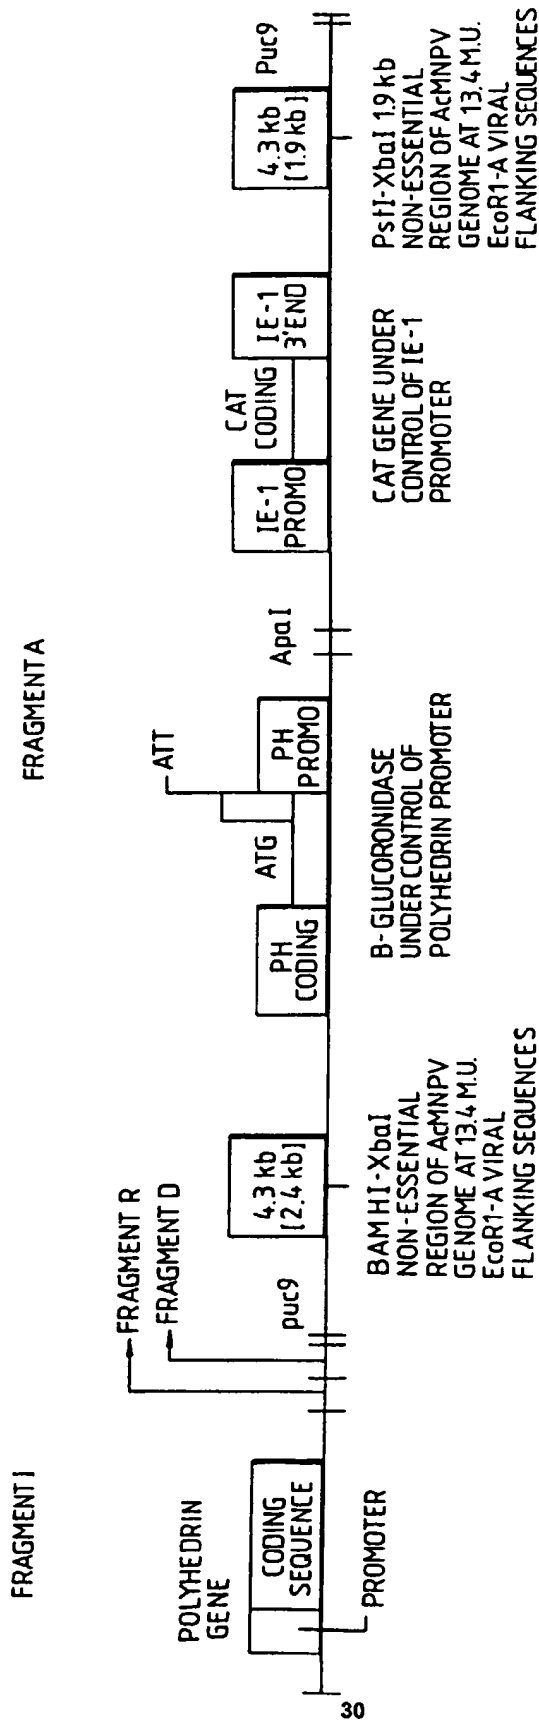 FRAGMENT I
FRAGMENT A
POLYHEDRIN
GENE
CODING
SEQUENCE
PROMOTER
FRAGMENT R
FRAGMENT D
puc9
4.3 kb
[2.4 kb]
BAM HI-XbaI
NON-ESSENTIAL
REGION OF AcMNPV
GENOME AT 13.4 M.U.
EcoR1-A VIRAL
FLANKING SEQUENCES
PH
CODING
ATG
ATT
PH
PROMO
B-GLUCORONIDASE
UNDER CONTROL OF
POLYHEDRIN PROMOTER
ApaI
IE-1
PROMO
CAT
CODING
IE-1
3'END
CAT GENE UNDER
CONTROL OF IE-1
PROMOTER
4.3 kb
[1.9 kb]
Puc9
PstI-XbaI 1.9 kb
NON-ESSENTIAL
REGION OF AcMNPV
GENOME AT 13.4 M.U.
EcoR1-A VIRAL
FLANKING SEQUENCES
30